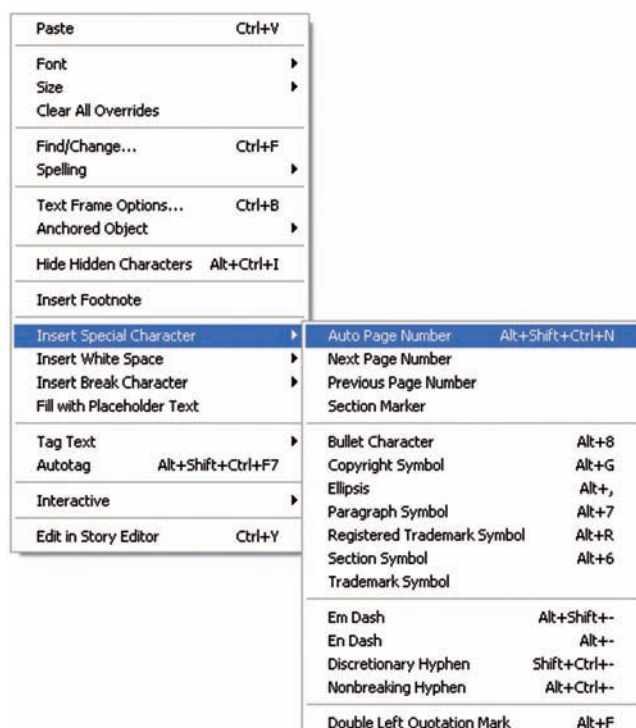 Paste Ctrl+V
Font
Size
Clear All Overrides
Find/Change... Ctrl+F
Spelling
Text Frame Options... Ctrl+B
Anchored Object
Hide Hidden Characters Alt+Ctrl+I
Insert Footnote
Insert Special Character
Insert White Space
Insert Break Character
Fill with Placeholder Text
Tag Text
Autotag Alt+Shift+Ctrl+F7
Interactive
Edit in Story Editor Ctrl+Y
Auto Page Number Alt+Shift+Ctrl+N
Next Page Number
Previous Page Number
Section Marker
Bullet Character Alt+8
Copyright Symbol Alt+G
Ellipsis Alt+,
Paragraph Symbol Alt+7
Registered Trademark Symbol Alt+R
Section Symbol Alt+6
Trademark Symbol
Em Dash Alt+Shift+-
En Dash Alt+-
Discretionary Hyphen Shift+Ctrl+-
Nonbreaking Hyphen Alt+Ctrl+-
Double Left Quotation Mark Alt+F